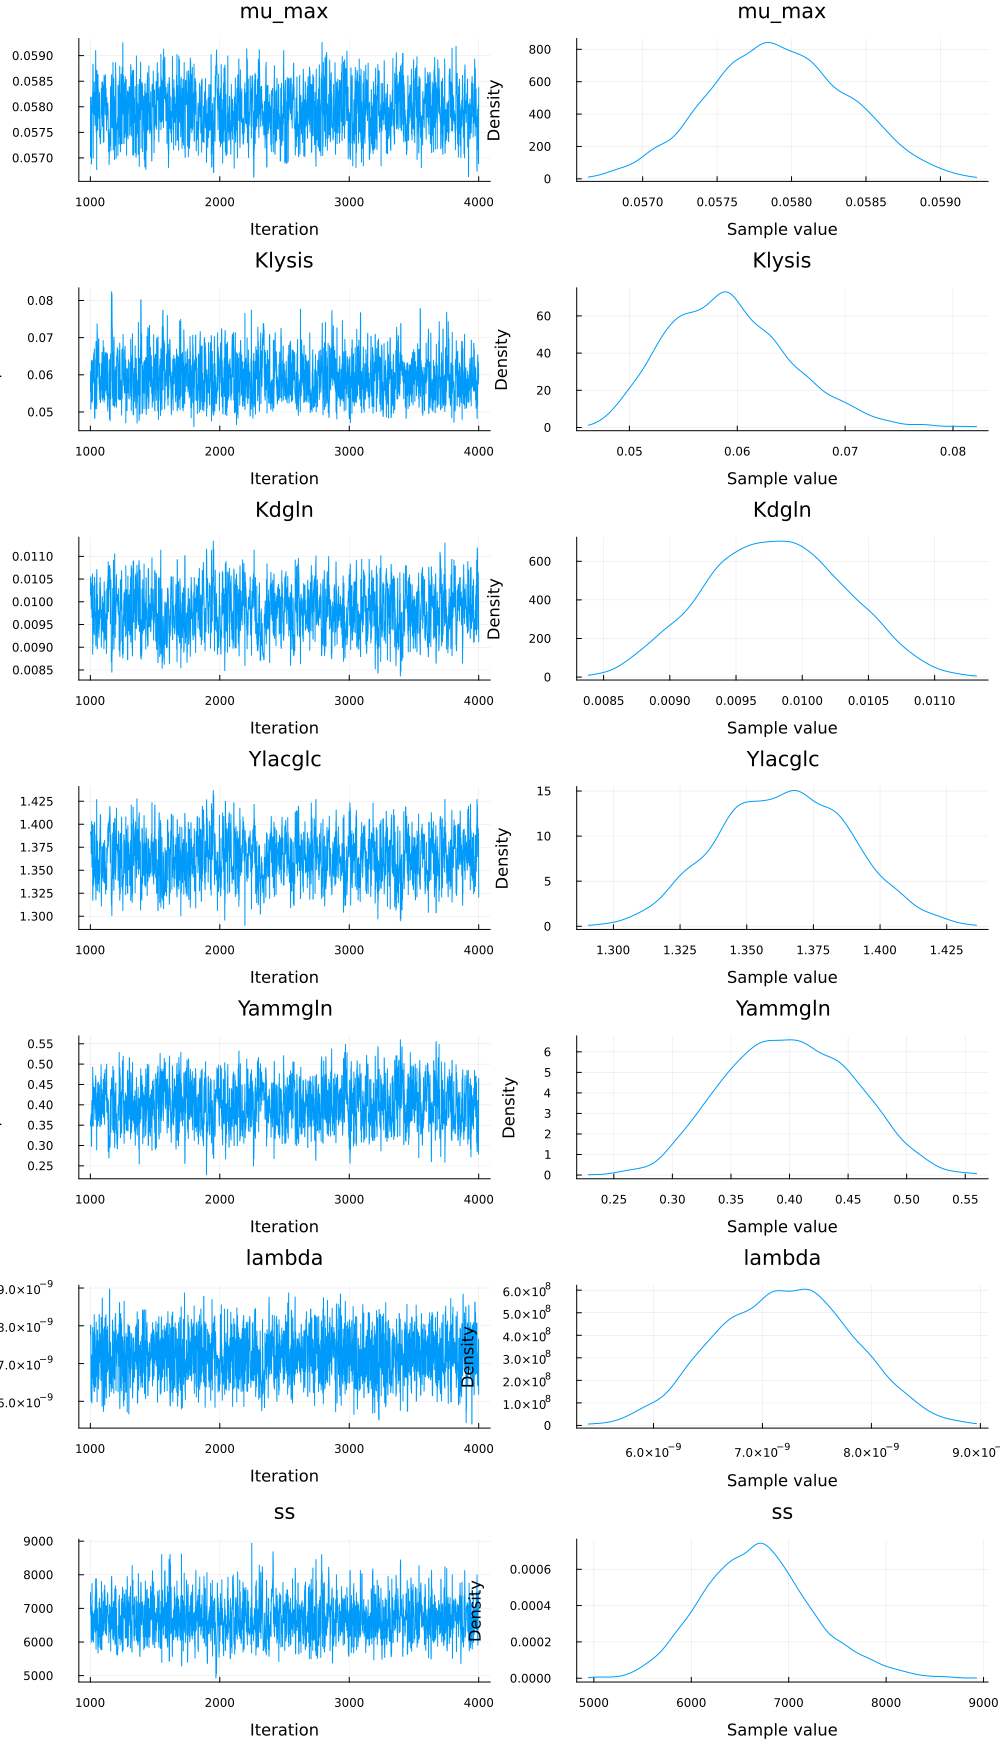 mu_max mu_max
0.0590
0.0585
0.0580
0.0575
0.0570
1000 2000 3000 4000
Iteration
Density
800
600
400
200
0
0.0570 0.0575 0.0580 0.0585 0.0590
Sample value
Klysis Klysis
0.08
0.07
0.06
0.05
1000 2000 3000 4000
Iteration
Density
60
40
20
0
0.05 0.06 0.07 0.08
Sample value
Kdgln Kdgln
0.0110
0.0105
0.0100
0.0095
0.0090
0.0085
1000 2000 3000 4000
Iteration
Density
600
400
200
0
0.0085 0.0090 0.0095 0.0100 0.0105 0.0110
Sample value
Ylacglc Ylacglc
1.425
1.400
1.375
1.350
1.325
1.300
1000 2000 3000 4000
Iteration
Density
15
10
5
0
1.300 1.325 1.350 1.375 1.400 1.425
Sample value
Yammgln Yammgln
0.55
0.50
0.45
0.40
0.35
0.30
0.25
1000 2000 3000 4000
Iteration
Density
6
5
4
3
2
1
0
0.25 0.30 0.35 0.40 0.45 0.50 0.55
Sample value
lambda lambda
9.0×10⁻⁹
8.0×10⁻⁹
7.0×10⁻⁹
6.0×10⁻⁹
1000 2000 3000 4000
Iteration
Density
6.0×10⁸
5.0×10⁸
4.0×10⁸
3.0×10⁸
2.0×10⁸
1.0×10⁸
0
6.0×10⁻⁹ 7.0×10⁻⁹ 8.0×10⁻⁹ 9.0×10⁻
Sample value
ss ss
9000
8000
7000
6000
5000
1000 2000 3000 4000
Iteration
Density
0.0006
0.0004
0.0002
0.0000
5000 6000 7000 8000 9000
Sample value